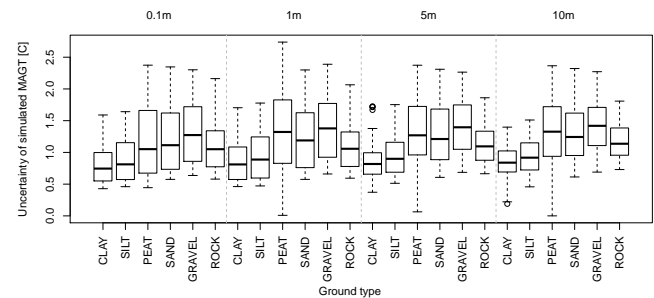 0.1m 1m 5m 10m
Uncertainty of simulated MAGT [C]
2.5
2.0
1.5
1.0
0.5
0.0
CLAY SILT PEAT SAND GRAVEL ROCK CLAY SILT PEAT SAND GRAVEL ROCK CLAY SILT PEAT SAND GRAVEL ROCK CLAY SILT PEAT SAND GRAVEL ROCK
Ground type